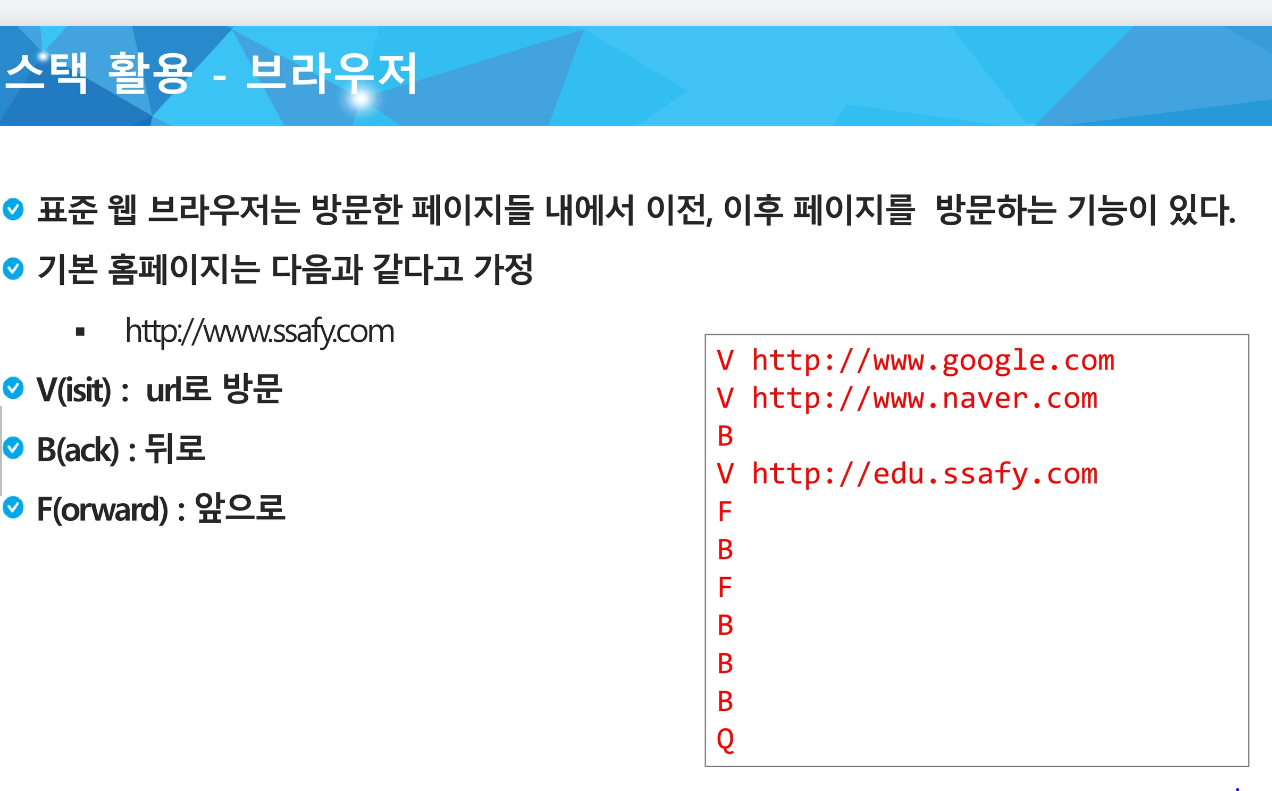 스택 활용 - 브라우저
표준 웹 브라우저는 방문한 페이지들 내에서 이전, 이후 페이지를 방문하는 기능이 있다.
기본 홈페이지는 다음과 같다고 가정
http://www.ssafy.com
V(isit) : url로 방문
B(ack) : 뒤로
F(orward) : 앞으로
V http://www.google.com
V http://www.naver.com
B
V http://edu.ssafy.com
F
B
F
B
B
B
Q